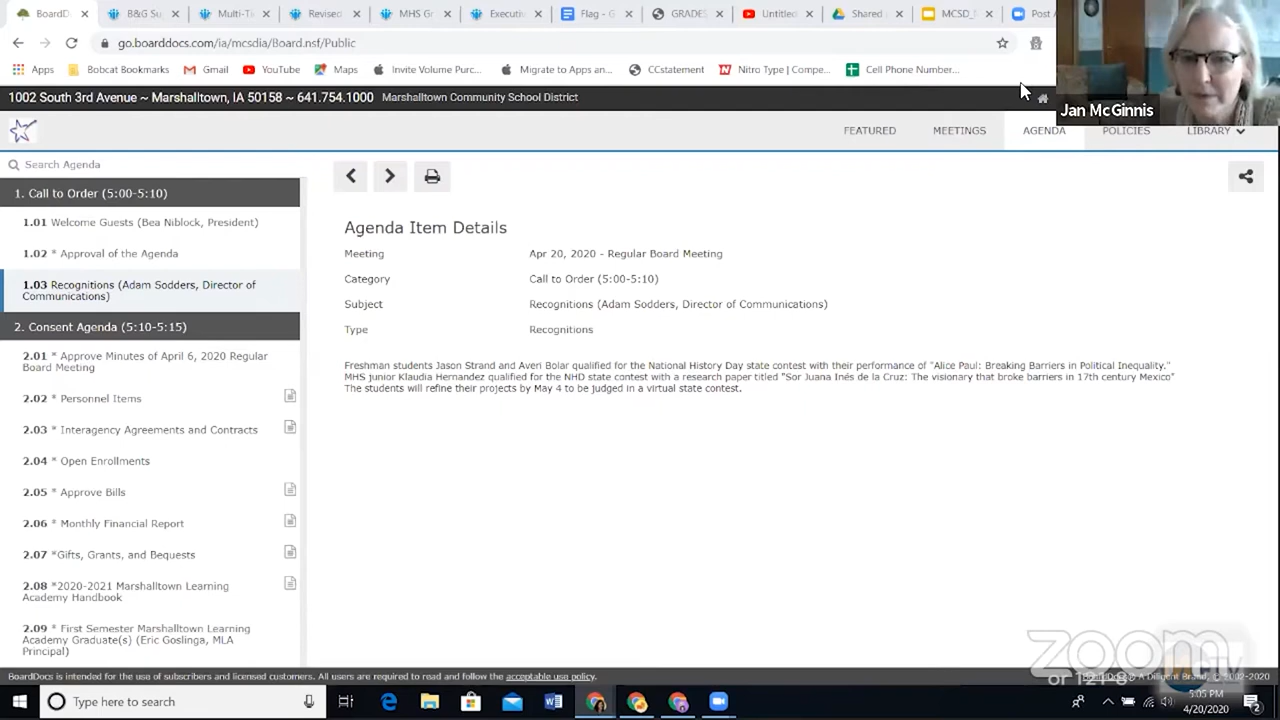 BoardD
B&G Su
Multi-Ti
Revised
MHS Gr
Executiv
Flag - G
GRADES
Untitled
Shared
MCSD_
Post A
go.boarddocs.com/ia/mcsdia/Board.nsf/Public
Apps
Bobcat Bookmarks
Gmail
YouTube
Maps
Invite Volume Purc...
Migrate to Apps an...
CCstatement
Nitro Type | Compe...
Cell Phone Number...
1002 South 3rd Avenue ~ Marshalltown, IA 50158 ~ 641.754.1000 Marshalltown Community School District
Jan McGinnis
FEATURED MEETINGS AGENDA POLICIES LIBRARY
Search Agenda
1. Call to Order (5:00-5:10)
1.01 Welcome Guests (Bea Niblock, President)
1.02 * Approval of the Agenda
1.03 Recognitions (Adam Sodders, Director of
Communications)
2. Consent Agenda (5:10-5:15)
2.01 * Approve Minutes of April 6, 2020 Regular
Board Meeting
2.02 * Personnel Items
2.03 * Interagency Agreements and Contracts
2.04 * Open Enrollments
2.05 * Approve Bills
2.06 * Monthly Financial Report
2.07 *Gifts, Grants, and Bequests
2.08 *2020-2021 Marshalltown Learning
Academy Handbook
2.09 * First Semester Marshalltown Learning
Academy Graduate(s) (Eric Goslinga, MLA
Principal)
Agenda Item Details
Meeting Apr 20, 2020 - Regular Board Meeting
Category Call to Order (5:00-5:10)
Subject Recognitions (Adam Sodders, Director of Communications)
Type Recognitions
Freshman students Jason Strand and Averi Bolar qualified for the National History Day state contest with their performance of "Alice Paul: Breaking Barriers in Political Inequality."
MHS junior Klaudia Hernandez qualified for the NHD state contest with a research paper titled "Sor Juana Inés de la Cruz: The visionary that broke barriers in 17th century Mexico"
The students will refine their projects by May 4 to be judged in a virtual state contest.
zoom
BoardDocs is intended for the use of subscribers and licensed customers. All users are required to read and follow the acceptable use policy.
A Diligent Brand, © 2002-2020
Type here to search
5:05 PM
4/20/2020
2